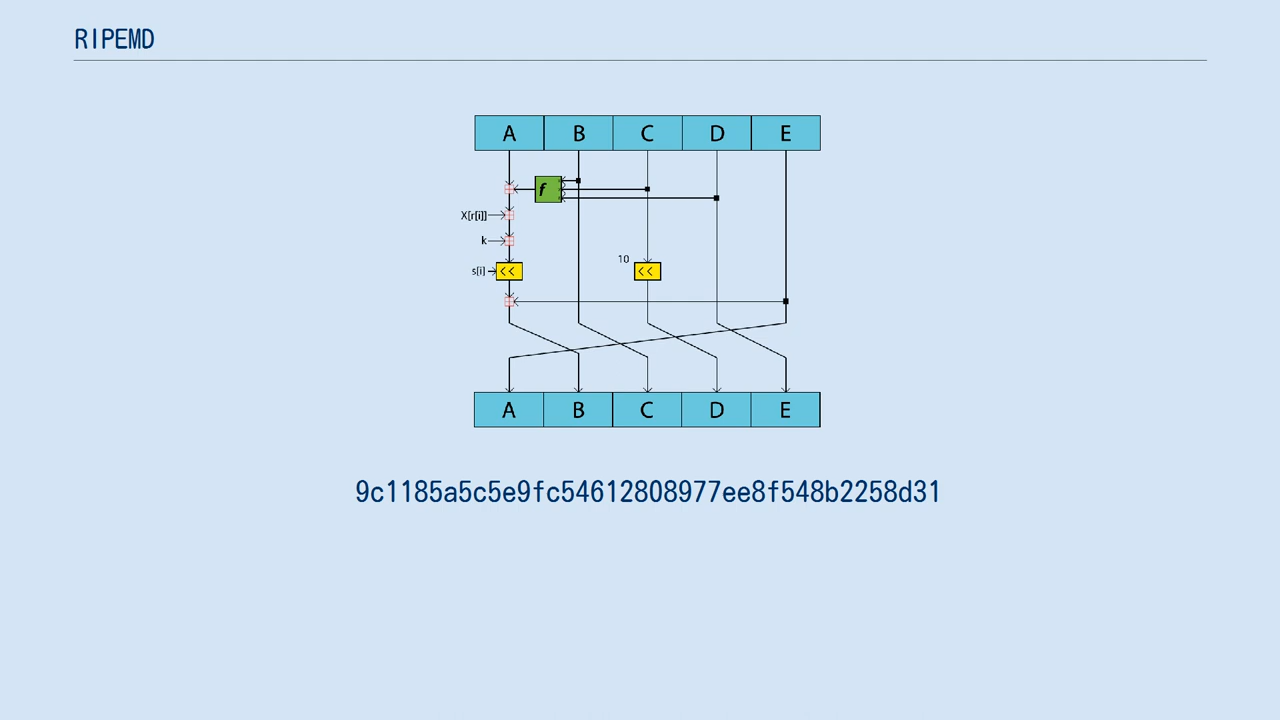 RIPEMD
A B C D E
f
X[r[i]]
k
10
s[i] << <<
A B C D E
9c1185a5c5e9fc54612808977ee8f548b2258d31